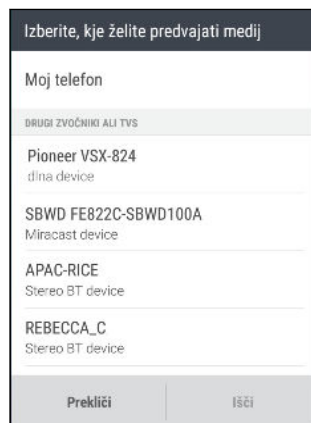 Izberite, kje želite predvajati medij
Moj telefon
DRUGI ZVOČNIKI ALI TVS
Pioneer VSX-824
dlna device
SBWD FE822C-SBWD100A
Miracast device
APAC-RICE
Stereo BT device
REBECCA_C
Stereo BT device
Prekliči
Išči